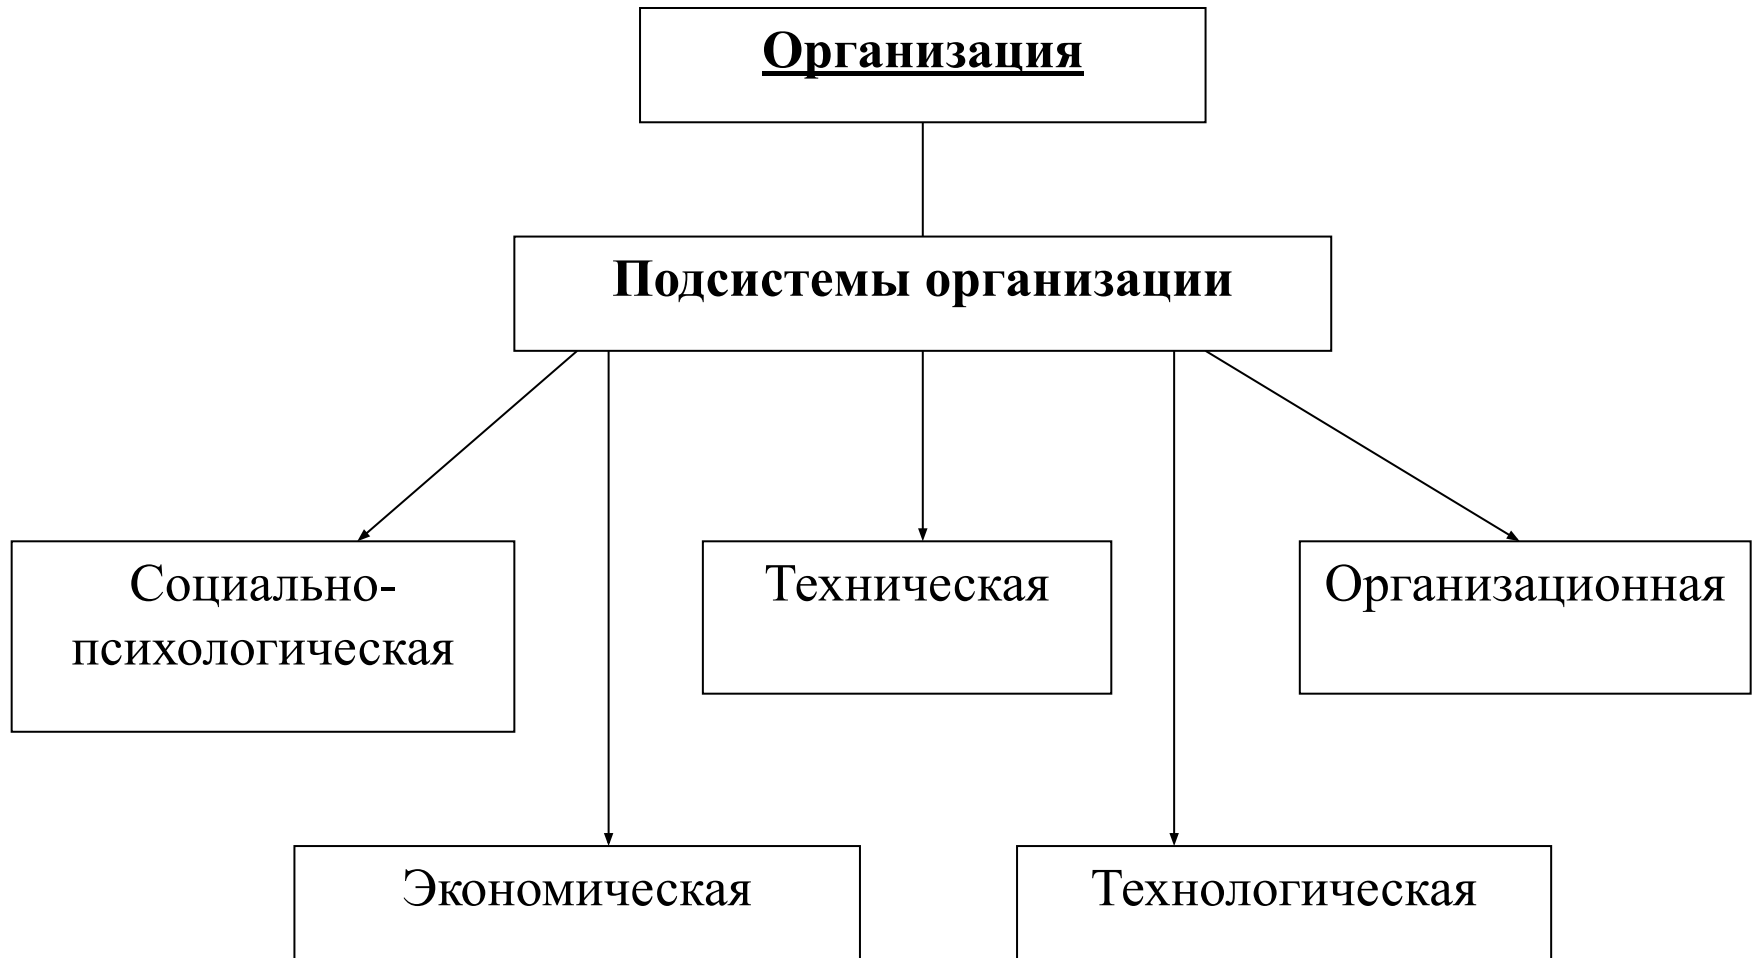 Организация
Подсистемы организации
Социально-
психологическая
Техническая
Организационная
Экономическая
Технологическая